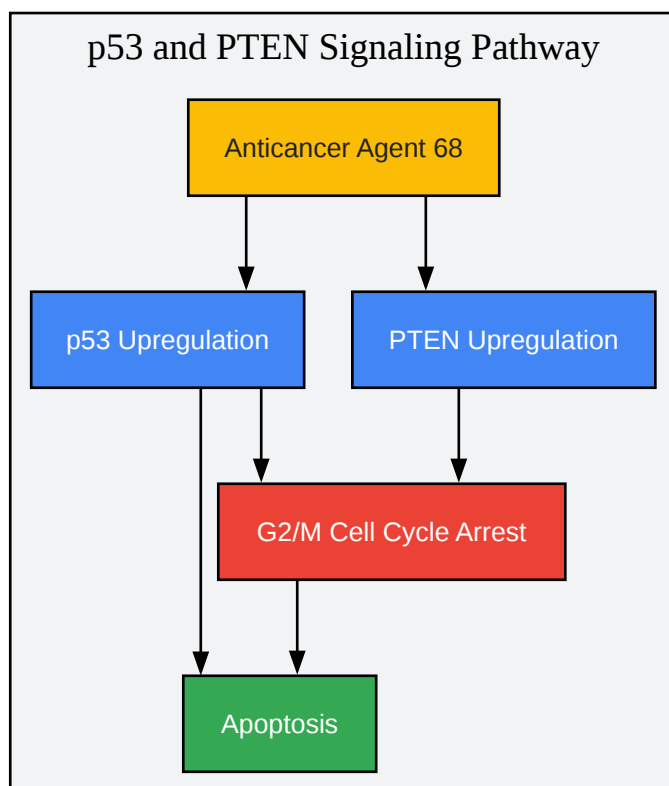 p53 and PTEN Signaling Pathway
Anticancer Agent 68
p53 Upregulation
PTEN Upregulation
G2/M Cell Cycle Arrest
Apoptosis